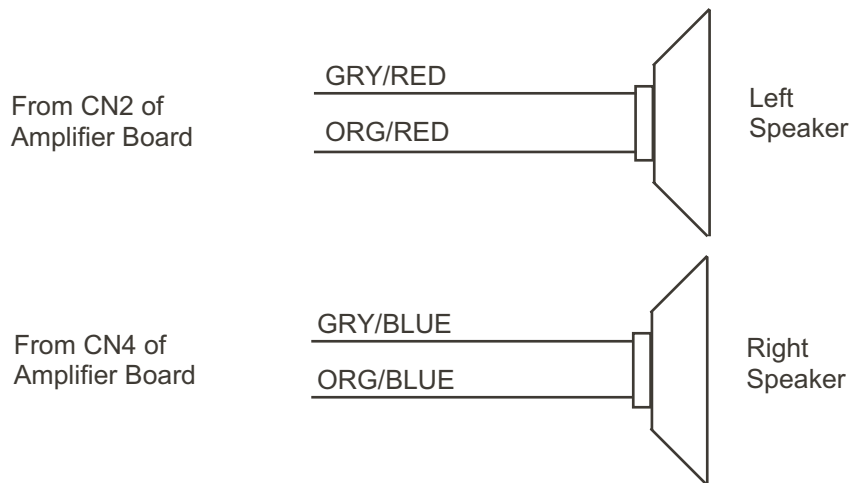 GRY/RED
From CN2 of
Amplifier Board
ORG/RED
Left
Speaker
GRY/BLUE
From CN4 of
Amplifier Board
ORG/BLUE
Right
Speaker